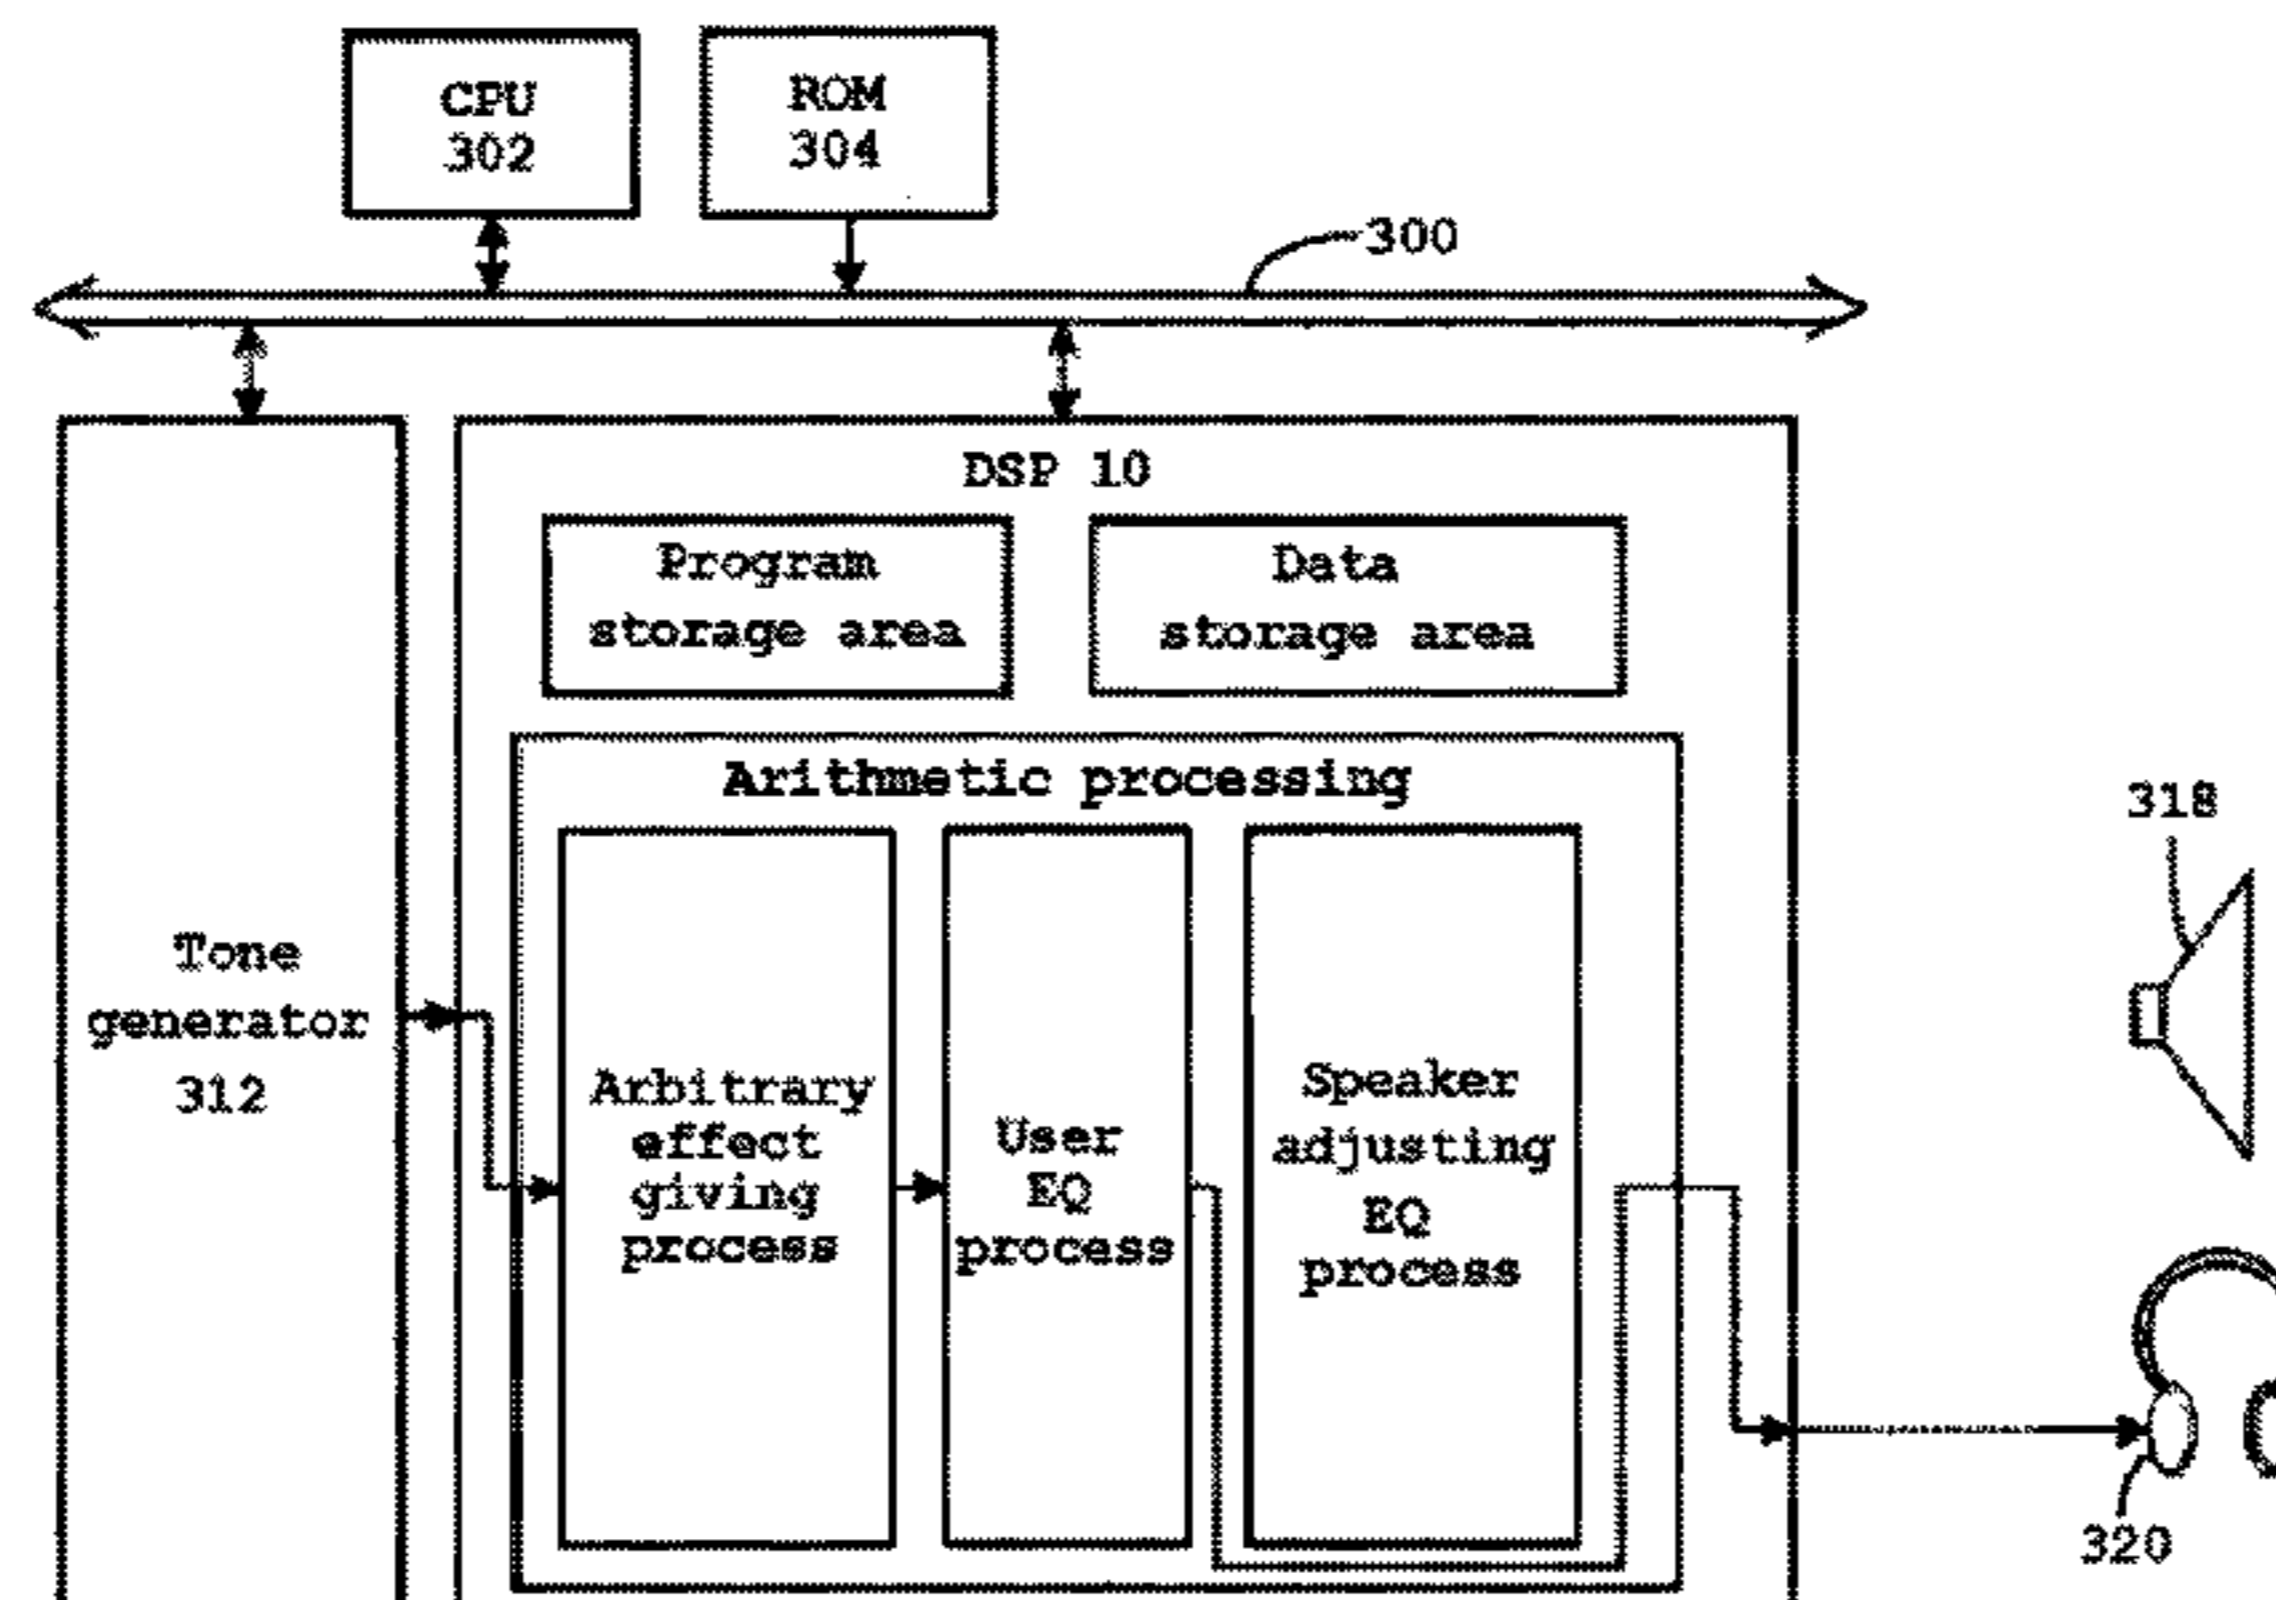 CPU
302
ROM
304
300
DSP 10
Program
storage area
Data
storage area
Arithmetic processing
Tone
generator
312
Arbitrary
effect
giving
process
User
EQ
process
Speaker
adjusting
EQ
process
318
320